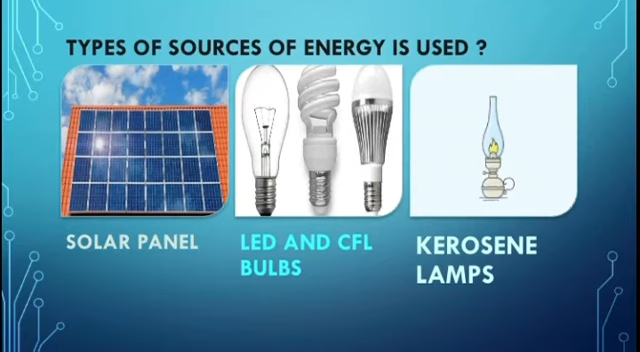 TYPES OF SOURCES OF ENERGY IS USED ?
SOLAR PANEL
LED AND CFL
BULBS
KEROSENE
LAMPS